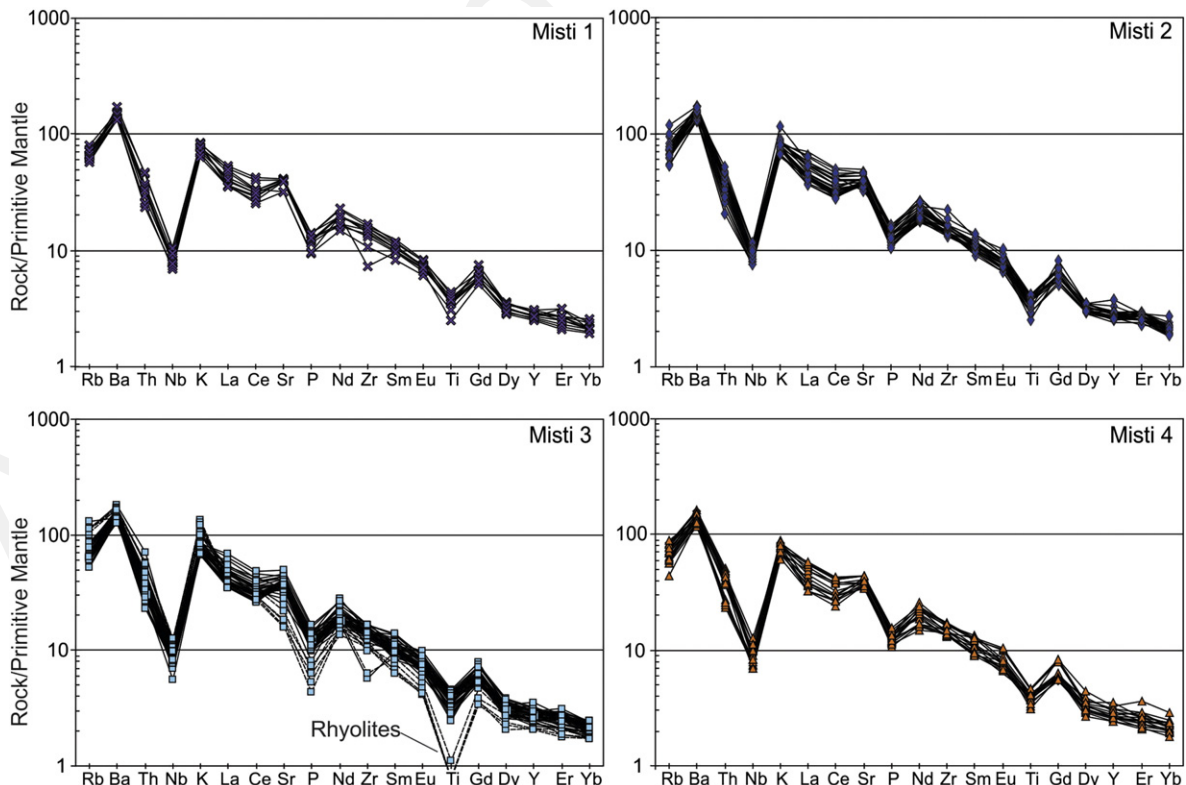 Misti 1
Rock/Primitive Mantle
1000
100
10
1
Rb Ba Th Nb K La Ce Sr P Nd Zr Sm Eu Ti Gd Dy Y Er Yb
Misti 2
1000
100
10
1
Rb Ba Th Nb K La Ce Sr P Nd Zr Sm Eu Ti Gd Dy Y Er Yb
Misti 3
Rock/Primitive Mantle
1000
100
10
1
Rhyolites
Rb Ba Th Nb K La Ce Sr P Nd Zr Sm Eu Ti Gd Dy Y Er Yb
Misti 4
1000
100
10
1
Rb Ba Th Nb K La Ce Sr P Nd Zr Sm Eu Ti Gd Dy Y Er Yb